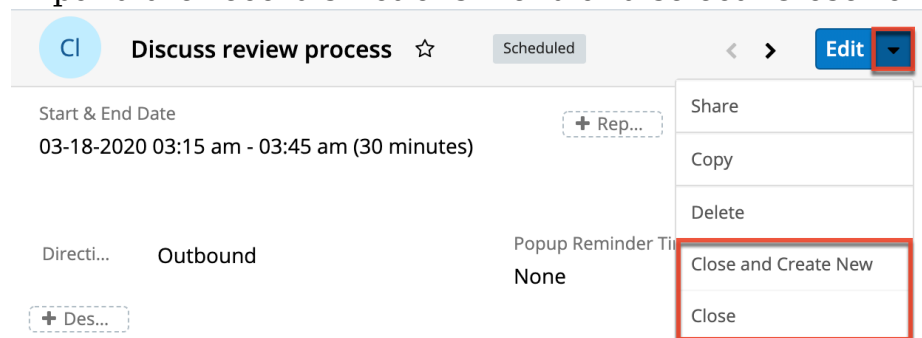 Cl Discuss review process Scheduled Edit
Start & End Date
+ Rep...
03-18-2020 03:15 am - 03:45 am (30 minutes)
Share
Copy
Delete
Directi... Outbound
Popup Reminder
None
Close and Create New
Close
+ Des...